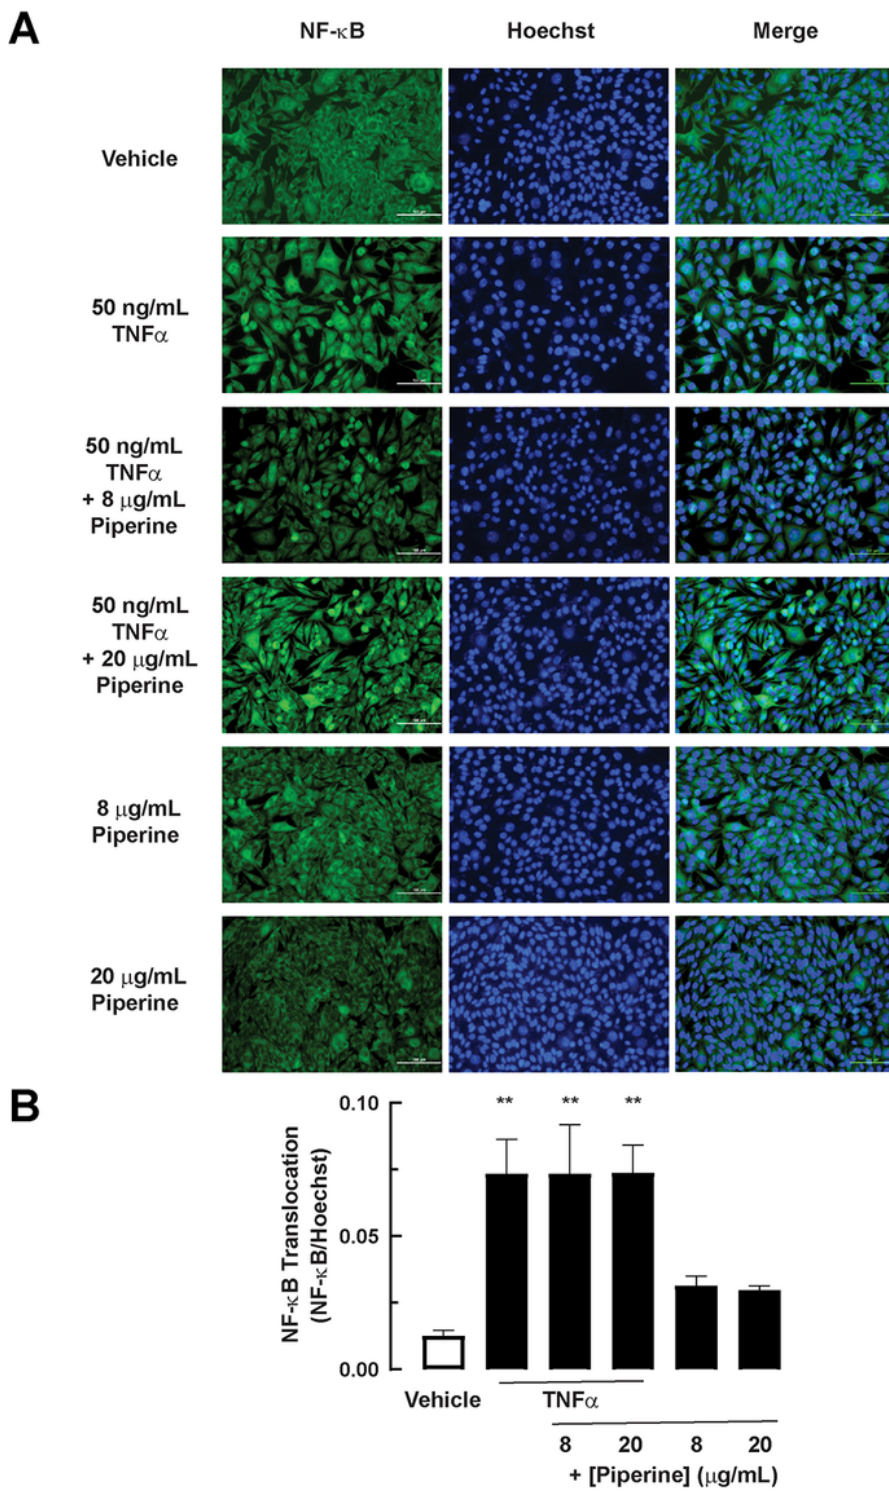 A
NF-κB Hoechst Merge
Vehicle
50 ng/mL
TNFα
50 ng/mL
TNFα
+ 8 μg/mL
Piperine
50 ng/mL
TNFα
+ 20 μg/mL
Piperine
8 μg/mL
Piperine
20 μg/mL
Piperine
B
NF-κB Translocation
(NF-κB/Hoechst)
0.10
0.05
0.00
** ** **
Vehicle TNFα
8 20 8 20
+ [Piperine] (μg/mL)